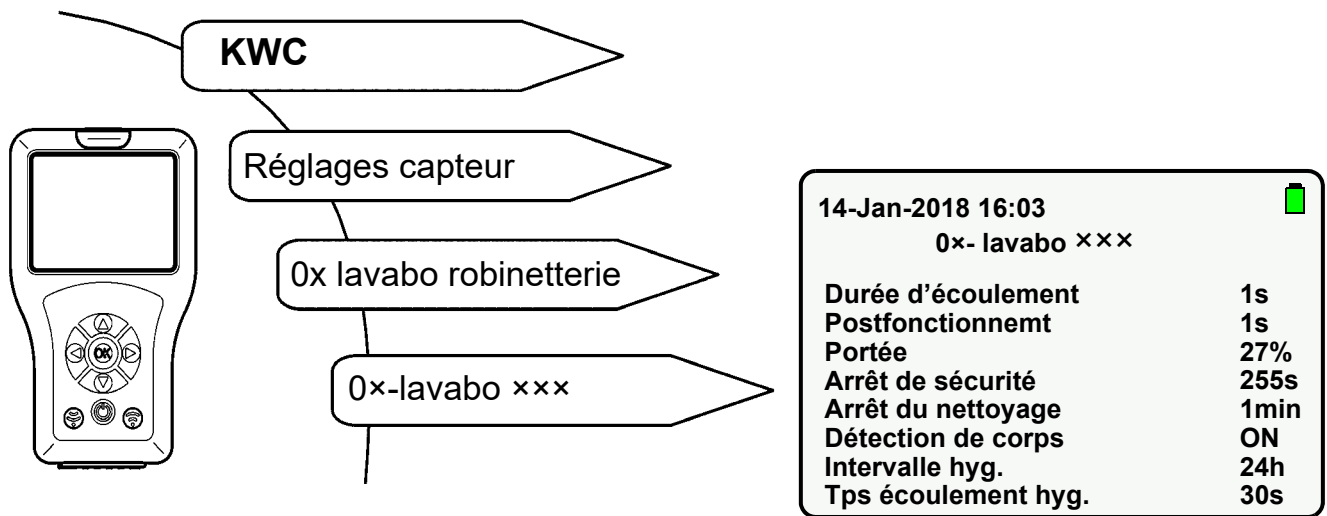 KWC
Réglages capteur
0x lavabo robinetterie
0×-lavabo ×××
OK
14-Jan-2018 16:03
0×- lavabo ×××
Durée d’écoulement 1s
Postfonctionnemt 1s
Portée 27%
Arrêt de sécurité 255s
Arrêt du nettoyage 1min
Détection de corps ON
Intervalle hyg. 24h
Tps écoulement hyg. 30s